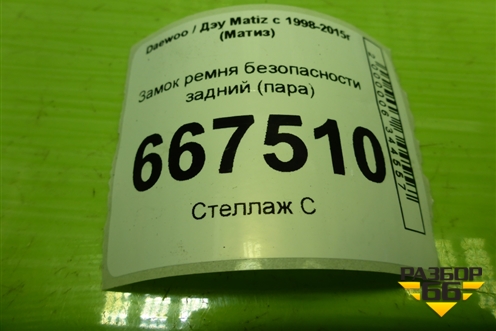 Daewoo / Дэу Matiz с 1998-2015г
(Матиз)
Замок ремня безопасности
задний (пара)
667510
Стеллаж С
РАЗБОР
66